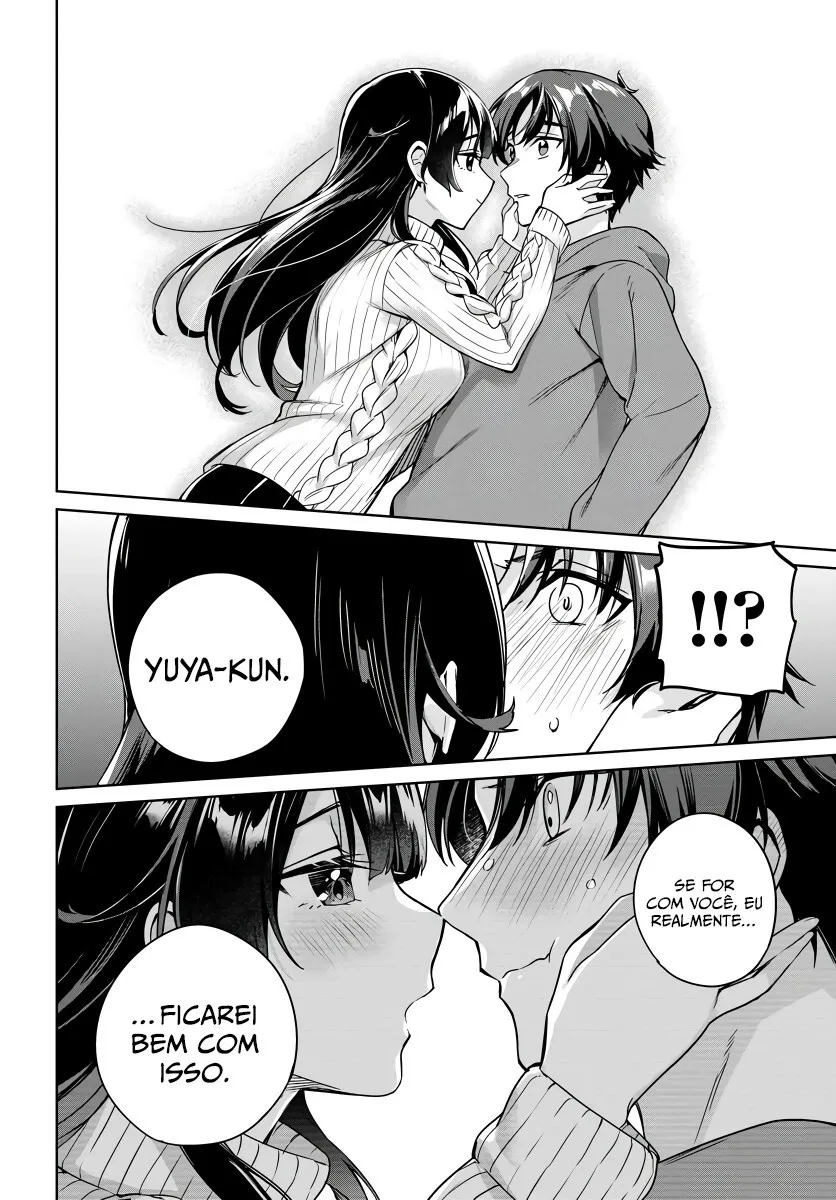 YUYA-KUN.
!!?
SE FOR
COM VOCÊ, EU
REALMENTE...
...FICAREI
BEM COM
ISSO.